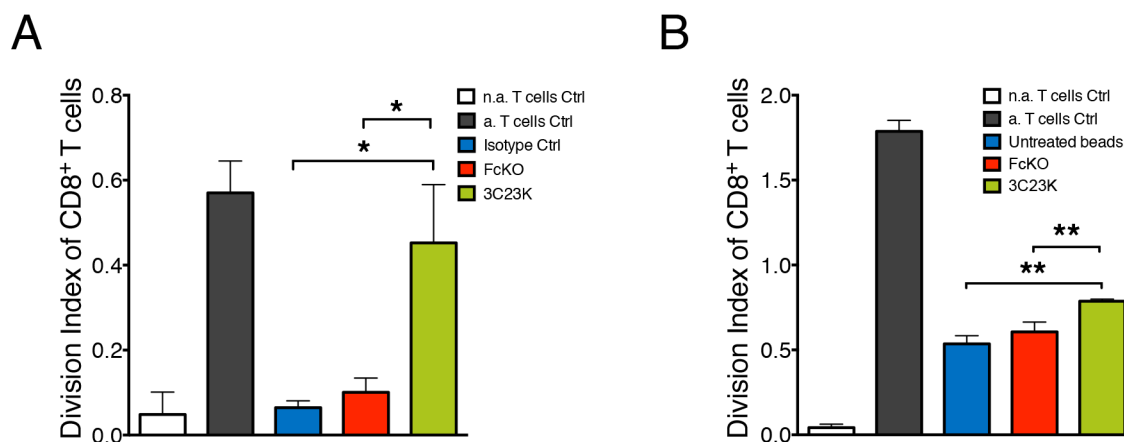 A
Division Index of CD8⁺ T cells
0.8
0.6
0.4
0.2
0.0
*
*
n.a. T cells Ctrl
a. T cells Ctrl
Isotype Ctrl
FcKO
3C23K
B
Division Index of CD8⁺ T cells
2.0
1.5
1.0
0.5
0.0
**
**
n.a. T cells Ctrl
a. T cells Ctrl
Untreated beads
FcKO
3C23K